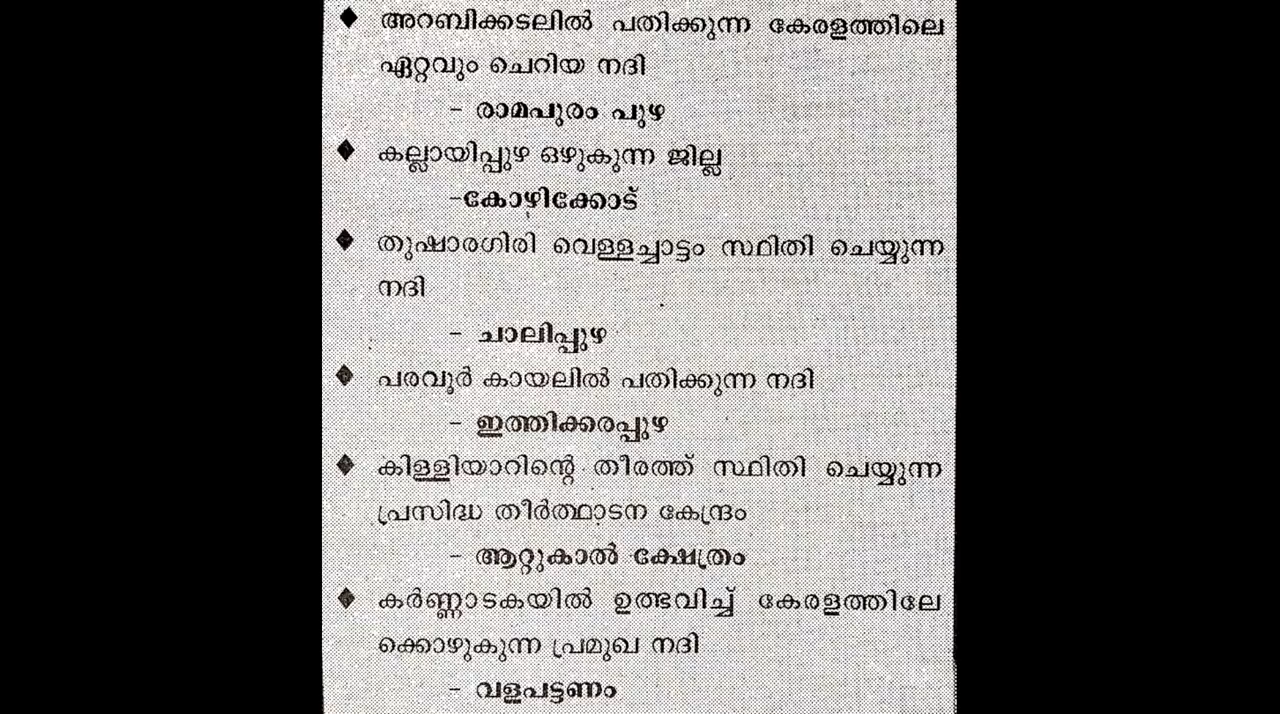 ◆ അറബിക്കടലിൽ പതിക്കുന്ന കേരളത്തിലെ
ഏറ്റവും ചെറിയ നദി
- രാമപുരം പുഴ
◆ കല്ലായിപ്പുഴ ഒഴുകുന്ന ജില്ല
-കോഴിക്കോട്
◆ തുഷാരഗിരി വെള്ളച്ചാട്ടം സ്ഥിതി ചെയ്യുന്ന
നദി
- ചാലിപ്പുഴ
◆ പരവൂർ കായലിൽ പതിക്കുന്ന നദി
- ഇത്തിക്കരപ്പുഴ
◆ കിള്ളിയാറിന്റെ തീരത്ത് സ്ഥിതി ചെയ്യുന്ന
പ്രസിദ്ധ തീർത്ഥാടന കേന്ദ്രം
- ആറ്റുകാൽ ക്ഷേത്രം
◆ കർണ്ണാടകയിൽ ഉത്ഭവിച്ച് കേരളത്തിലേ
ക്കൊഴുകുന്ന പ്രമുഖ നദി
- വളപട്ടണം